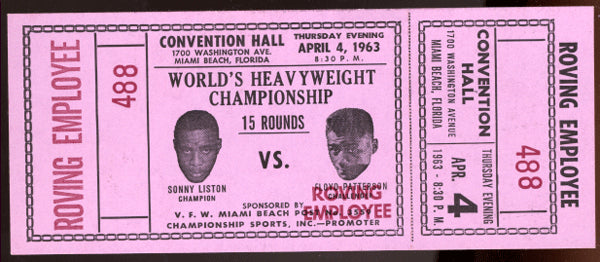 ROVING EMPLOYEE
488
CONVENTION HALL
1700 WASHINGTON AVE.
MIAMI BEACH, FLORIDA
THURSDAY EVENING
APRIL 4, 1963
8:30 P.M.
WORLD'S HEAVYWEIGHT
CHAMPIONSHIP
15 ROUNDS
VS.
SONNY LISTON
CHAMPION
FLOYD PATTERSON
CHALLENGER
ROVING
EMPLOYEE
SPONSORED BY
V. F. W. MIAMI BEACH POST NO.
CHAMPIONSHIP SPORTS, INC.—PROMOTER
CONVENTION
HALL
1700 WASHINGTON AVENUE
MIAMI BEACH, FLORIDA
THURSDAY EVENING
APR.
4
1963 - 8:30 P. M.
488
ROVING EMPLOYEE